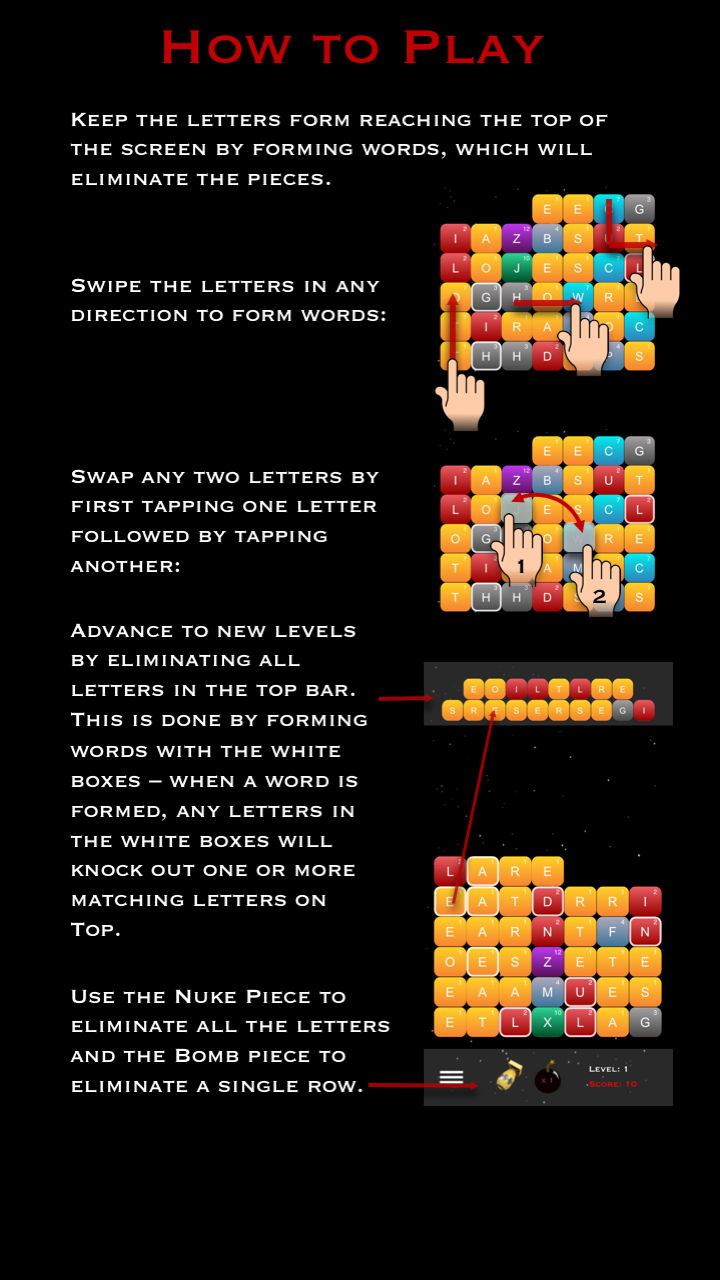 How to Play
Keep the letters form reaching the top of
the screen by forming words, which will
eliminate the pieces.
E E G
I A Z B S U T
L O J E S C L
Swipe the letters in any
direction to form words:
O G H O W R
I R A O C
H H D P S
E E C G
I A Z B S U T
Swap any two letters by
first tapping one letter
followed by tapping
another:
L O E S C L
O G O R E
T I A M C
1
2
T H H D S
Advance to new levels
by eliminating all
letters in the top bar.
This is done by forming
words with the white
boxes – when a word is
formed, any letters in
the white boxes will
knock out one or more
matching letters on
Top.
E O I L T L R E
S R E S E R S E G I
L A R E
E A T D R R I
E A R N T F N
O E S Z E T E
E A A M U E S
E T L X L A G
Use the Nuke Piece to
eliminate all the letters
and the Bomb piece to
eliminate a single row.
x 1
Level: 1
Score: 10